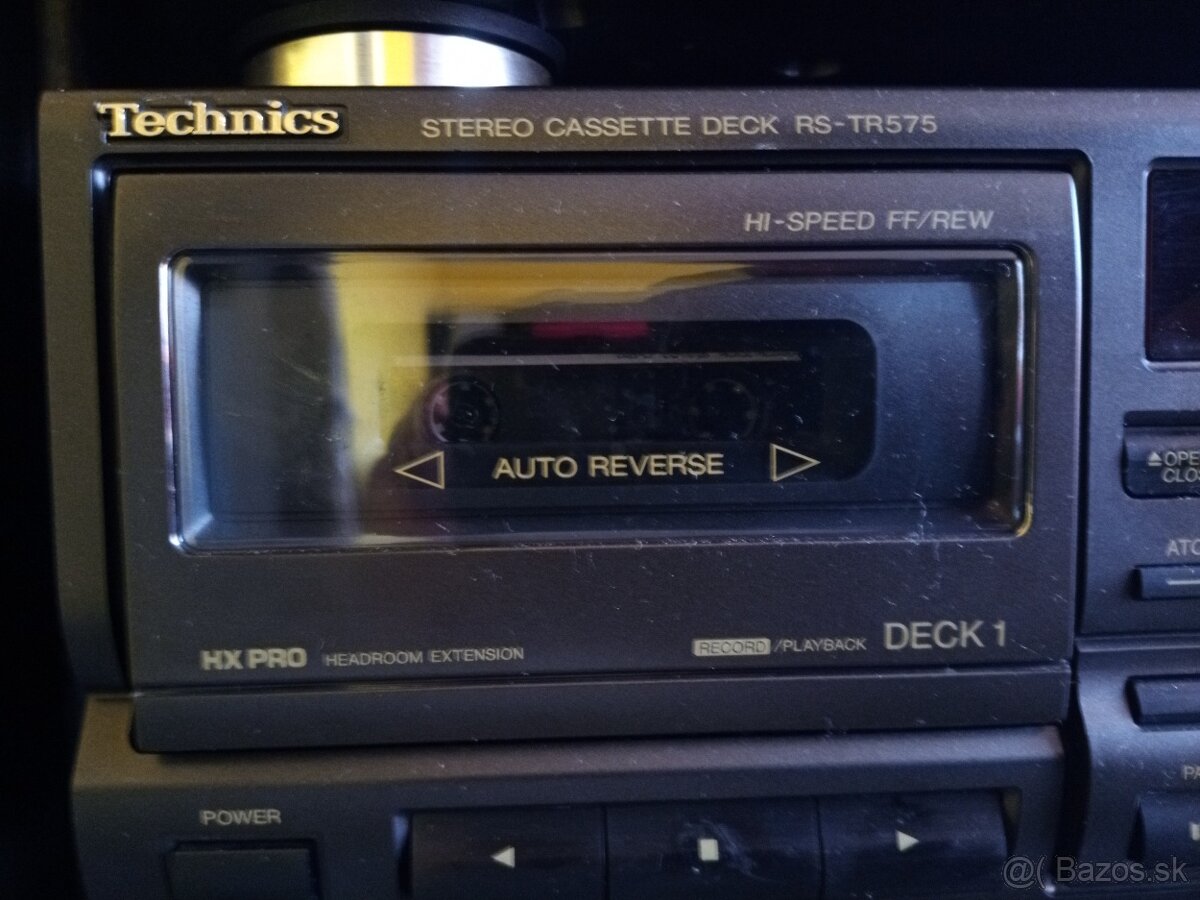 Technics
STEREO CASSETTE DECK RS-TR575
HI-SPEED FF/REW
AUTO REVERSE
HX PRO HEADROOM EXTENSION
RECORD/PLAYBACK DECK 1
POWER
@( Bazos.sk